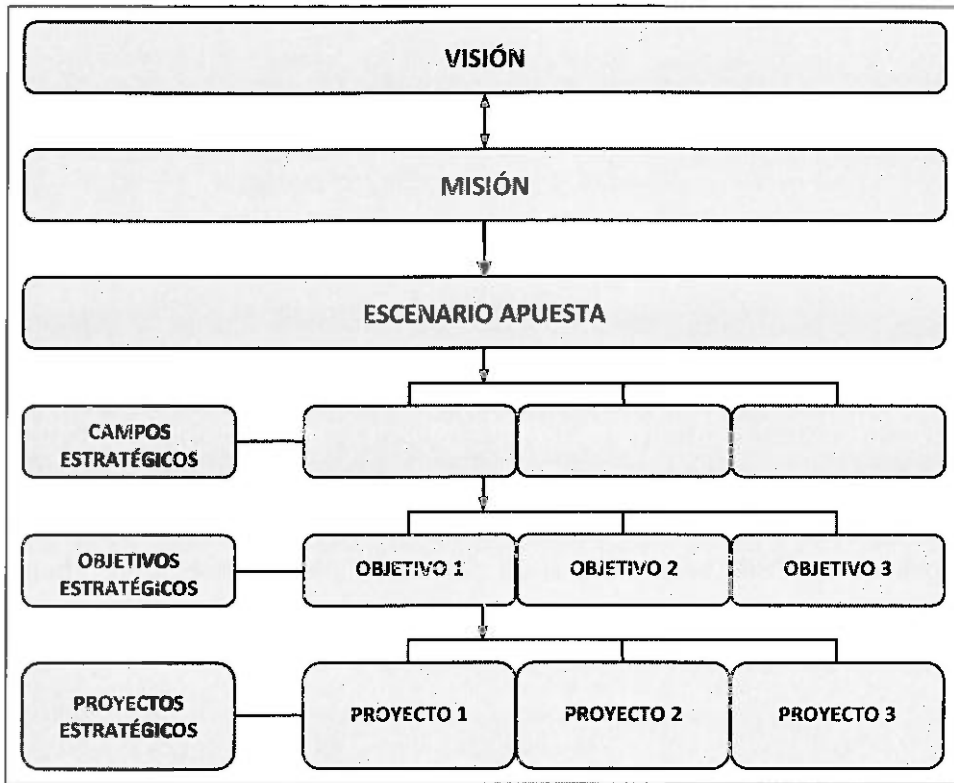 VISIÓN
MISIÓN
ESCENARIO APUESTA
CAMPOS
ESTRATÉGICOS
OBJETIVOS
ESTRATÉGICOS
OBJETIVO 1
OBJETIVO 2
OBJETIVO 3
PROYECTOS
ESTRATÉGICOS
PROYECTO 1
PROYECTO 2
PROYECTO 3